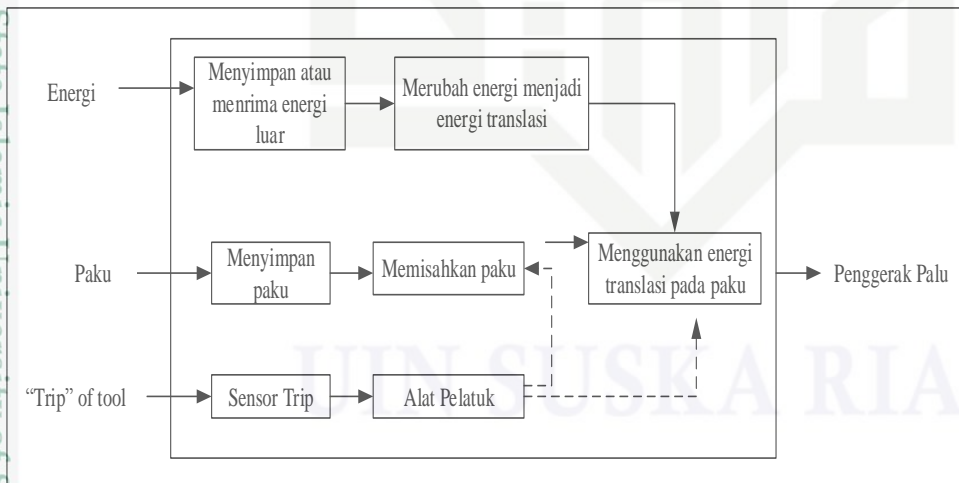 Energi
Menyimpan atau
menrima energi
luar
Merubah energi menjadi
energi translasi
Paku
Menyimpan
paku
Memisahkan paku
Menggunakan energi
translasi pada paku
Penggerak Palu
“Trip” of tool
Sensor Trip
Alat Pelatuk
UIN SUSKA RIA